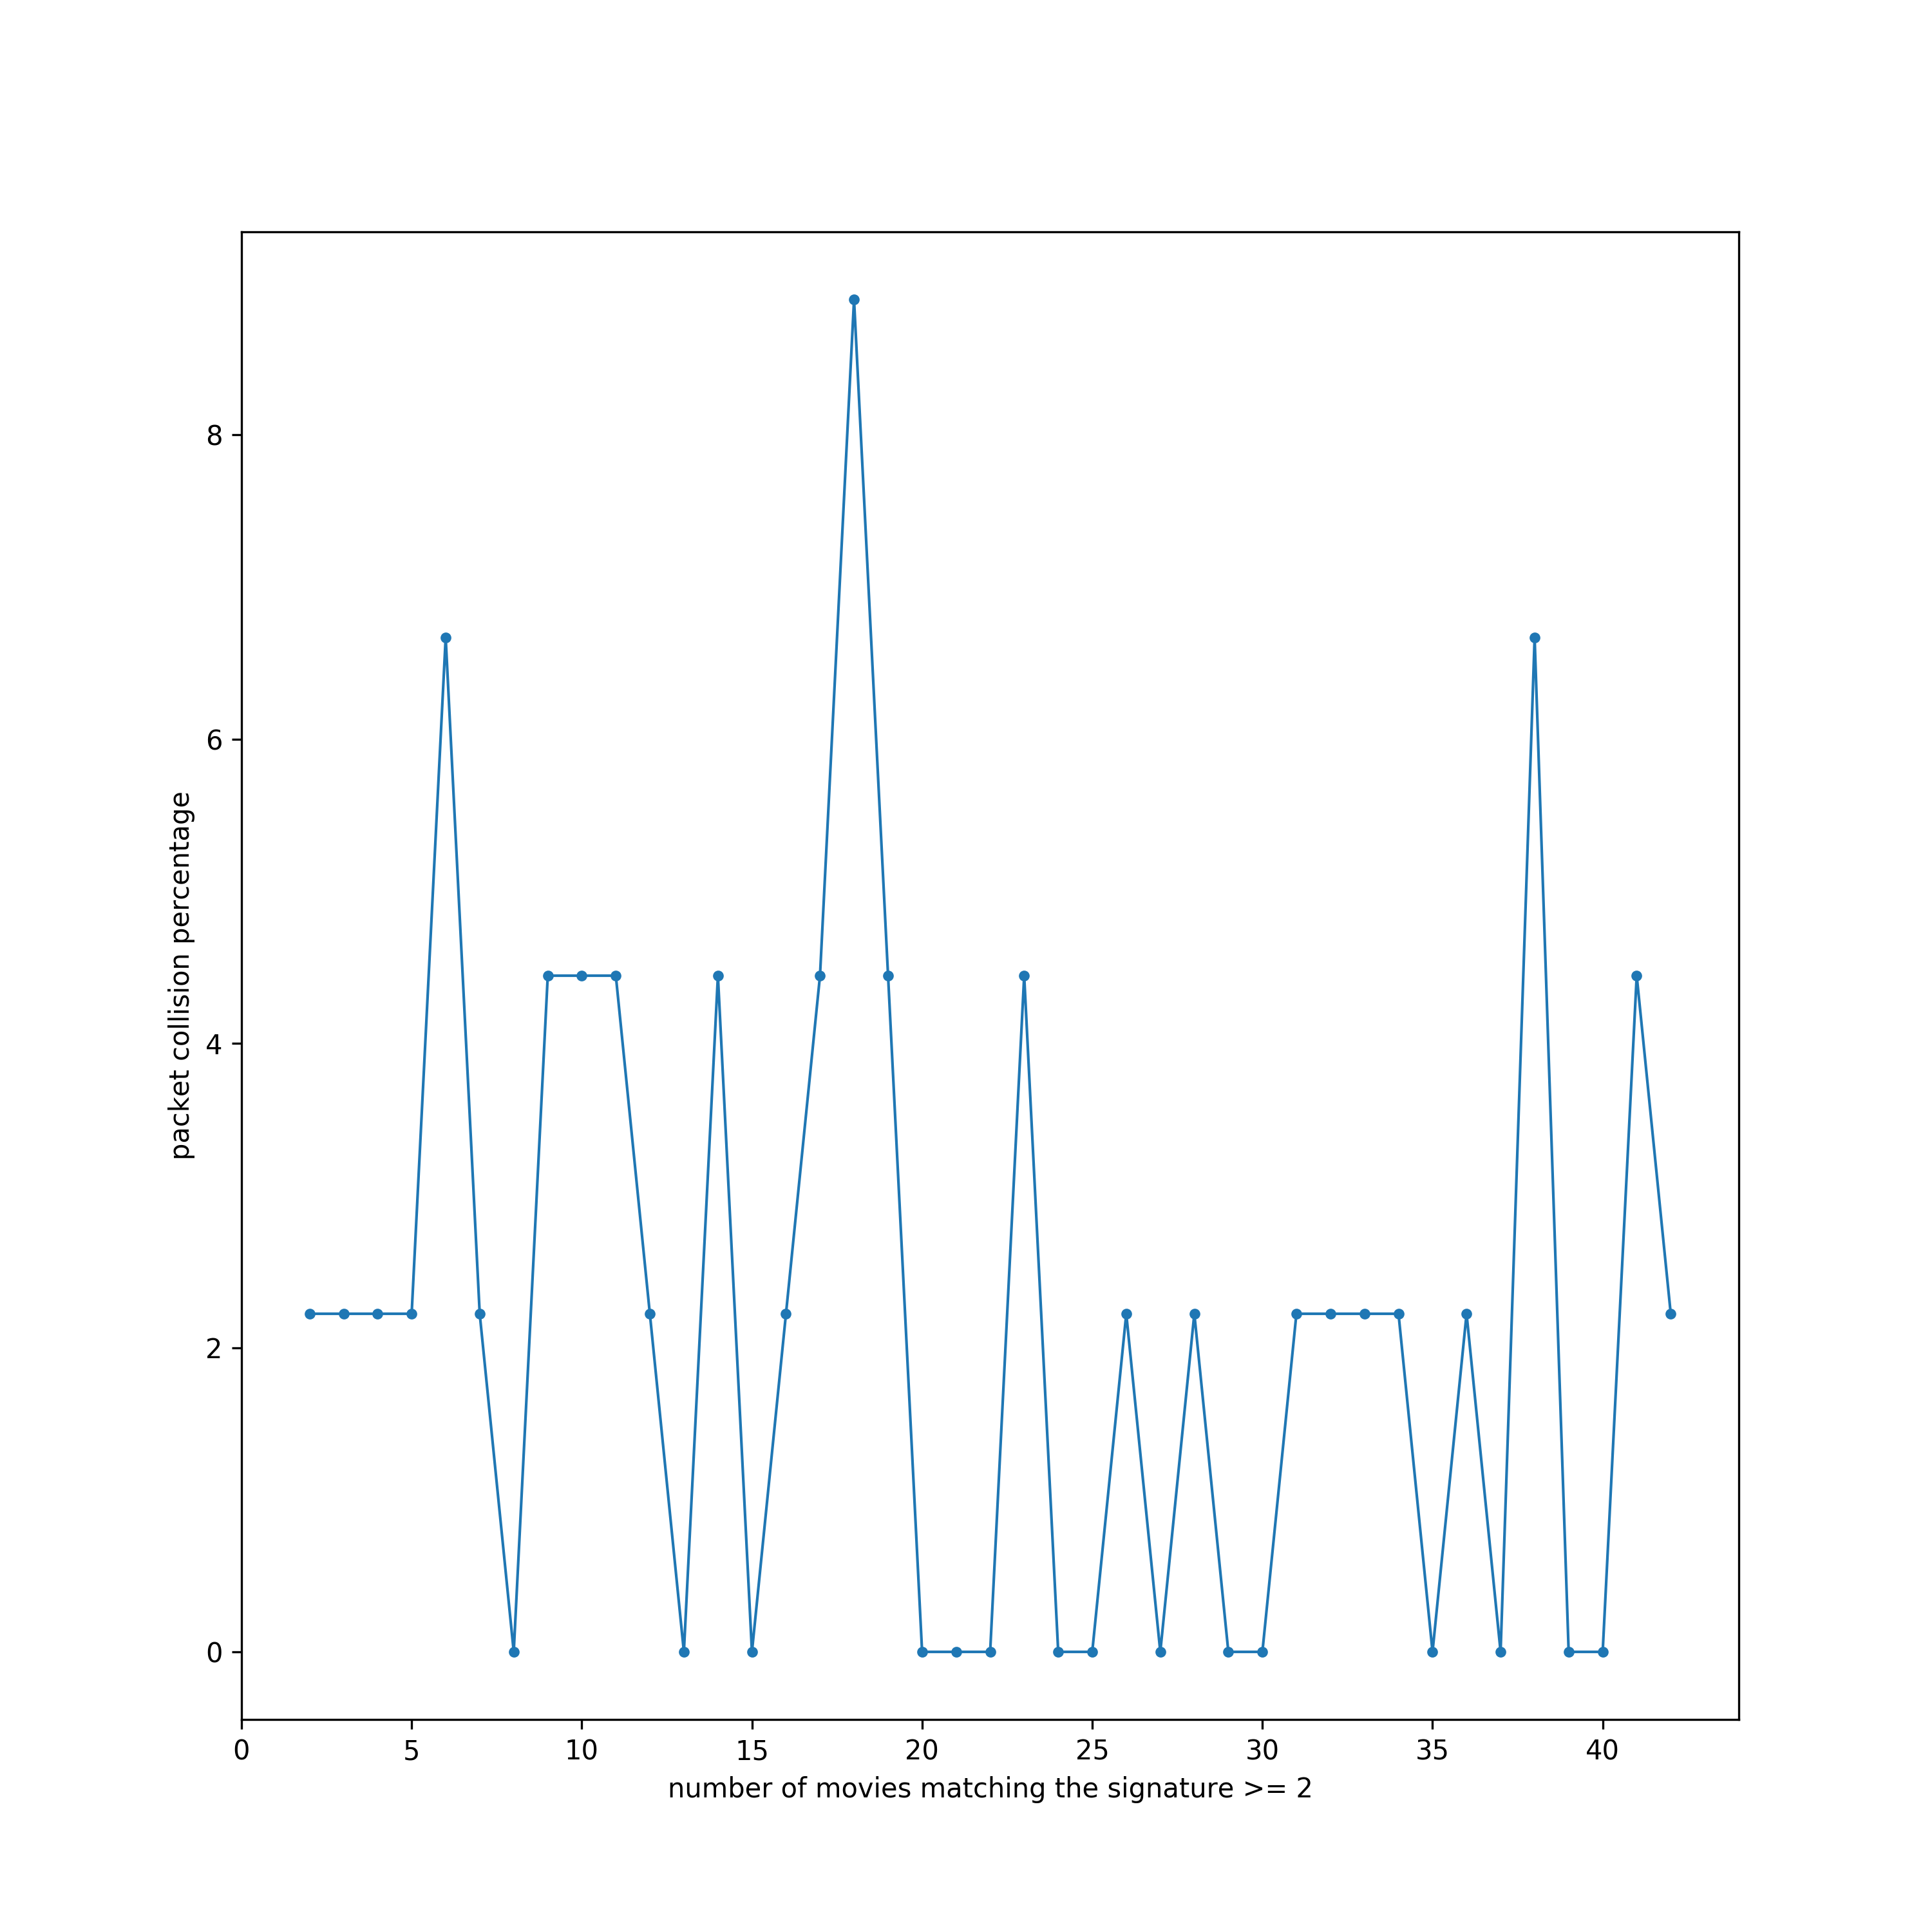 8
6
4
2
0
packet collision percentage
0 5 10 15 20 25 30 35 40
number of movies matching the signature >= 2